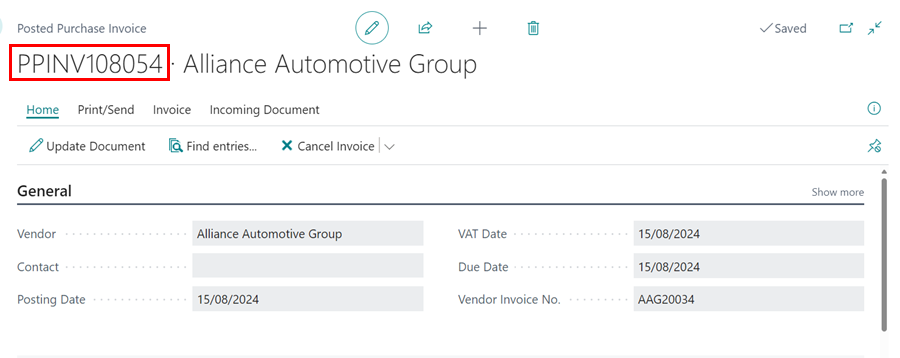 Posted Purchase Invoice
Saved
PPINV108054 · Alliance Automotive Group
Home Print/Send Invoice Incoming Document
Update Document Find entries... Cancel Invoice
General Show more
Vendor Alliance Automotive Group VAT Date 15/08/2024
Contact Due Date 15/08/2024
Posting Date 15/08/2024 Vendor Invoice No. AAG20034